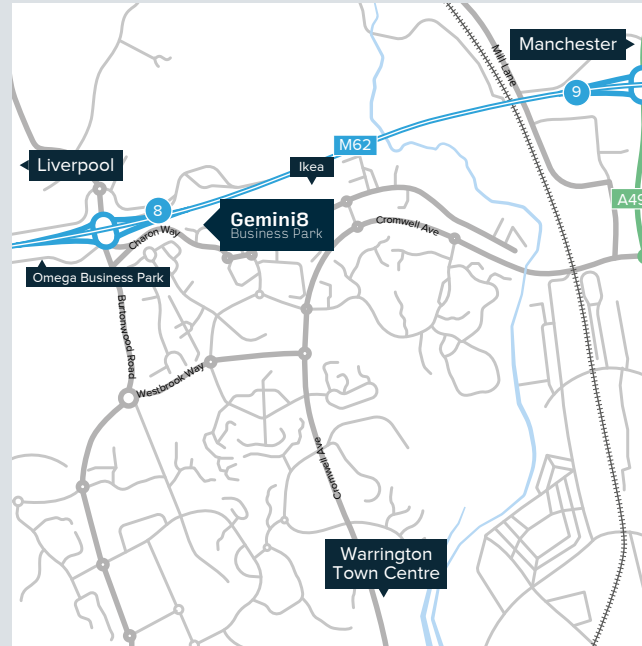 Manchester
Mill Lane
9
M62
Liverpool
Ikea
A49
8
Gemini8
Business Park
Cromwell Ave
Charon Way
Omega Business Park
Burtonwood Road
Westbrook Way
Cromwell Ave
Warrington
Town Centre